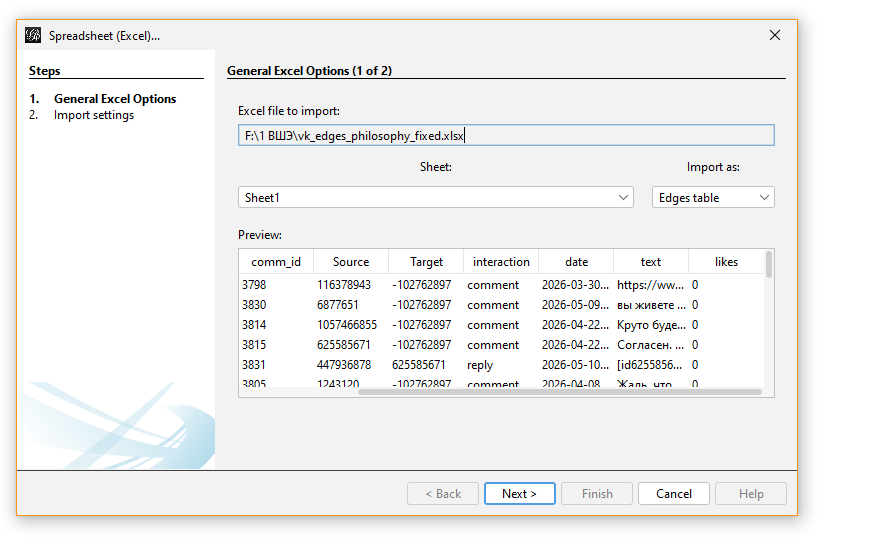 Spreadsheet (Excel)...
Steps
1. General Excel Options
2. Import settings
General Excel Options (1 of 2)
Excel file to import:
F:\1 ВШЭ\vk_edges_philosophy_fixed.xlsx
Sheet: Import as:
Sheet1 Edges table
Preview:
comm_id Source Target interaction date text likes
3798 116378943 -102762897 comment 2026-03-30... https://ww... 0
3830 6877651 -102762897 comment 2026-05-09... вы живете ... 0
3814 1057466855 -102762897 comment 2026-04-22... Круто буде... 0
3815 625585671 -102762897 comment 2026-04-22... Согласен. ... 0
3831 447936878 625585671 reply 2026-05-10... [id6255856... 0
3805 1243120 -102762897 comment 2026-04-08... Жаль, что ... 0
< Back Next > Finish Cancel Help